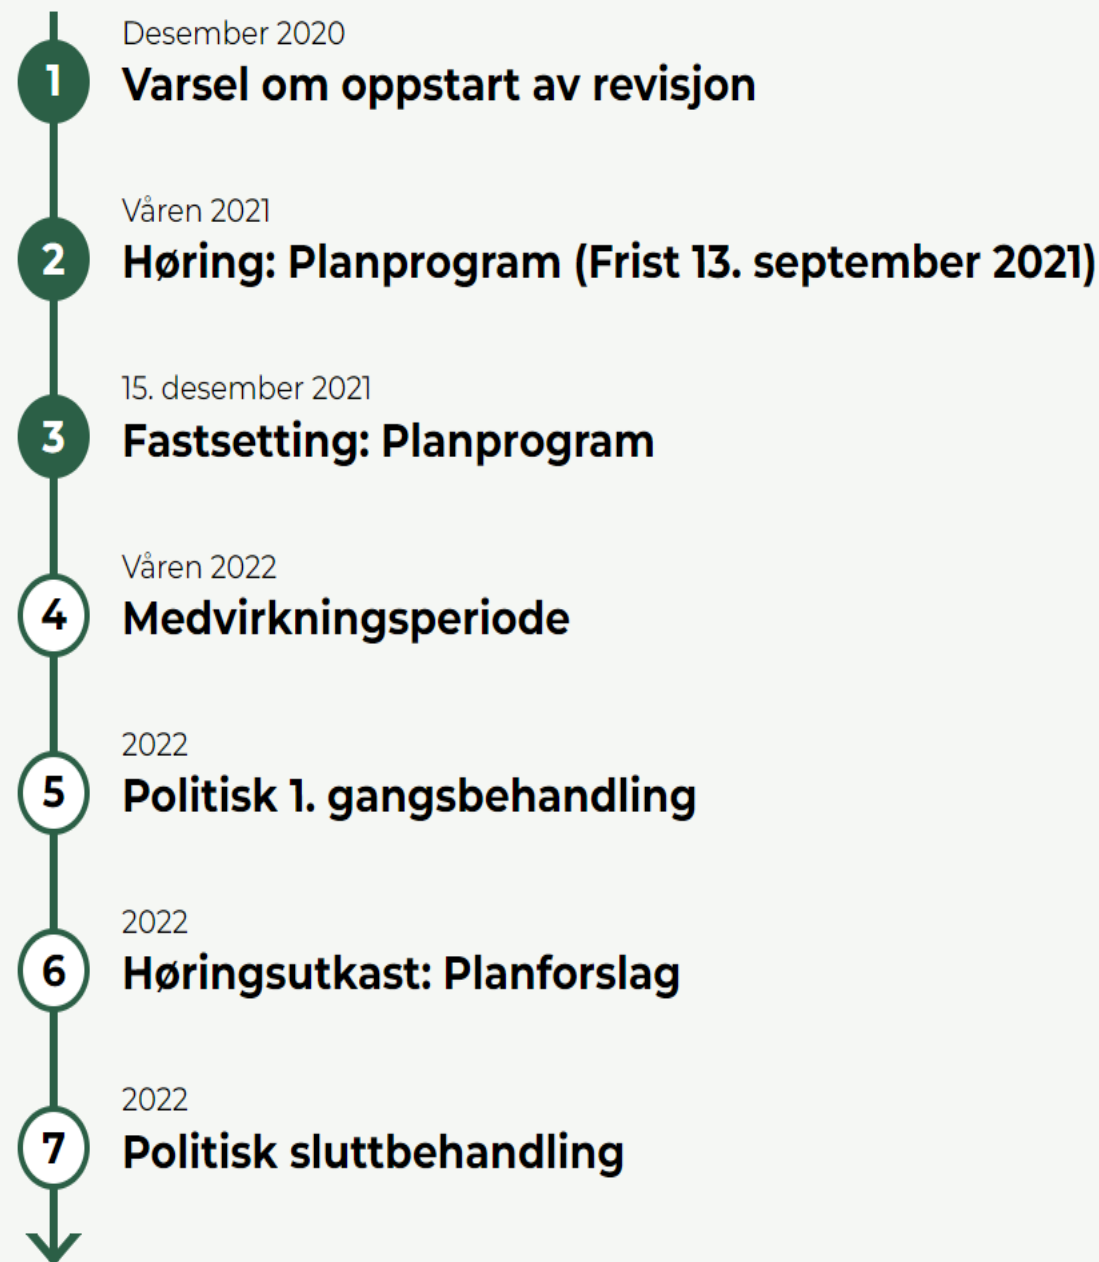 Desember 2020
1
Varsel om oppstart av revisjon
Våren 2021
2
Høring: Planprogram (Frist 13. september 2021)
15. desember 2021
3
Fastsetting: Planprogram
Våren 2022
4
Medvirkningsperiode
2022
5
Politisk 1. gangsbehandling
2022
6
Høringsutkast: Planforslag
2022
7
Politisk sluttbehandling